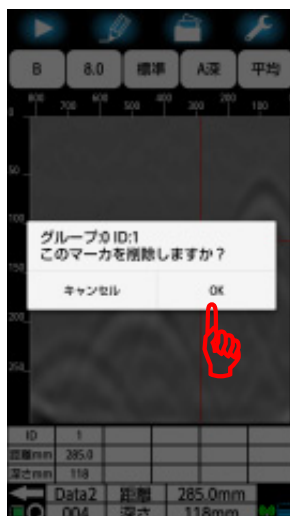 B 8.0 標準 A深 平均
800 700 600 500 400 300 200 100
0
50
100
グループ:0 ID:1
このマーカを削除しますか？
150
キャンセル OK
200
250
ID 1
距離mm 285.0
深さmm 118
Data2 距離 285.0mm
004 深さ 118mm